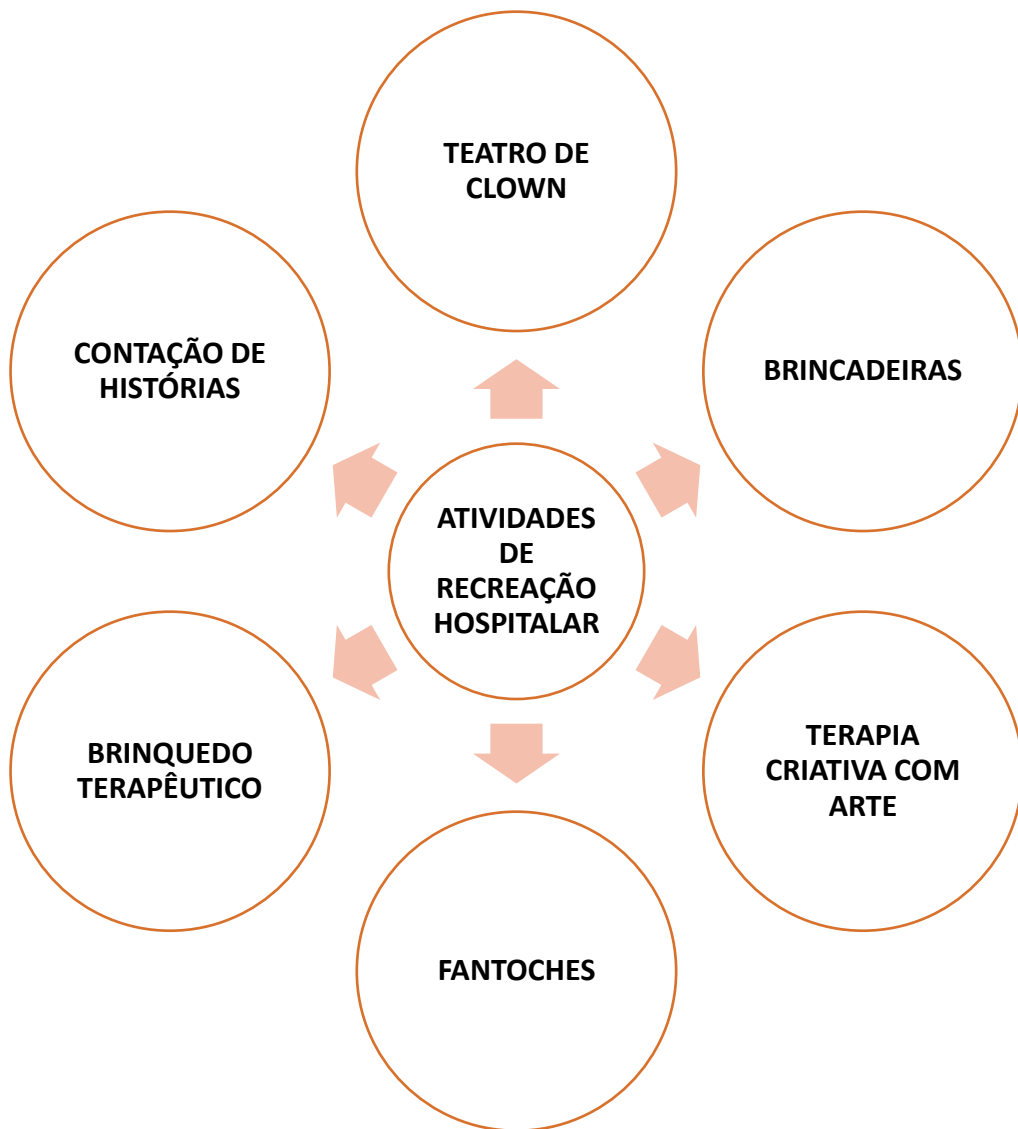 TEATRO DE
CLOWN
CONTAÇÃO DE
HISTÓRIAS
BRINCADEIRAS
ATIVIDADES
DE
RECREAÇÃO
HOSPITALAR
BRINQUEDO
TERAPÊUTICO
TERAPIA
CRIATIVA COM
ARTE
FANTOCHES